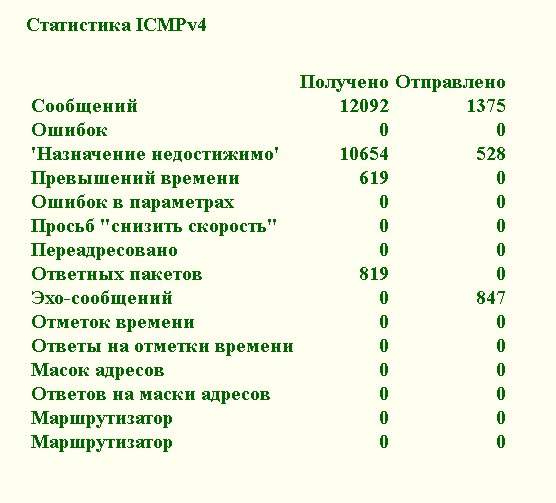 Статистика ICMPv4
Получено Отправлено
Сообщений 12092 1375
Ошибок 0 0
'Назначение недостижимо' 10654 528
Превышений времени 619 0
Ошибок в параметрах 0 0
Просьб "снизить скорость" 0 0
Переадресовано 0 0
Ответных пакетов 819 0
Эхо-сообщений 0 847
Отметок времени 0 0
Ответы на отметки времени 0 0
Масок адресов 0 0
Ответов на маски адресов 0 0
Маршрутизатор 0 0
Маршрутизатор 0 0